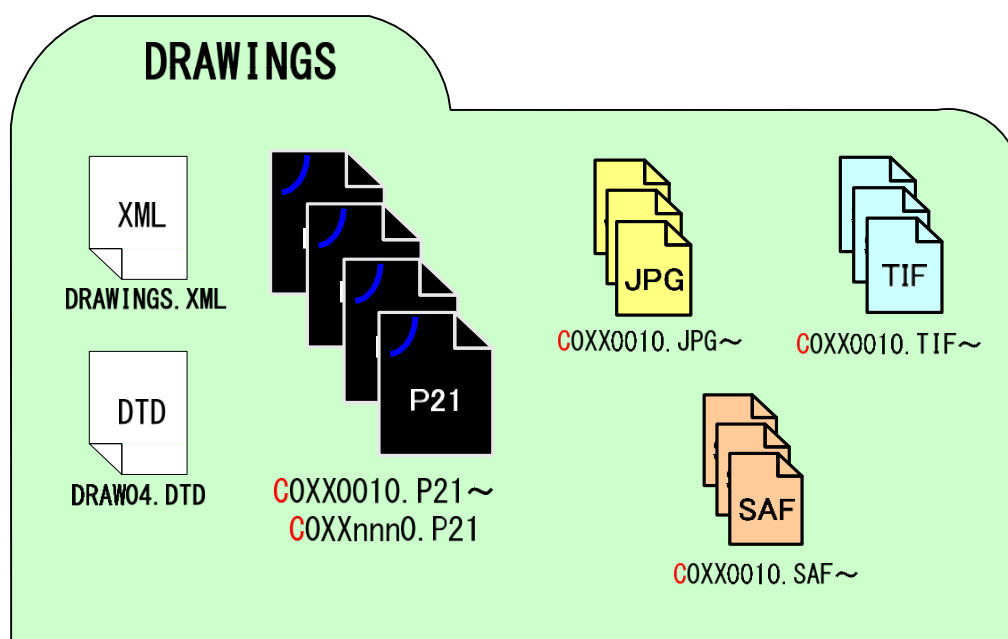 DRAWINGS
XML
DRAWINGS.XML
DTD
DRAW04.DTD
P21
C0XX0010.P21～
C0XXnnn0.P21
JPG
C0XX0010.JPG～
TIF
C0XX0010.TIF～
SAF
C0XX0010.SAF～